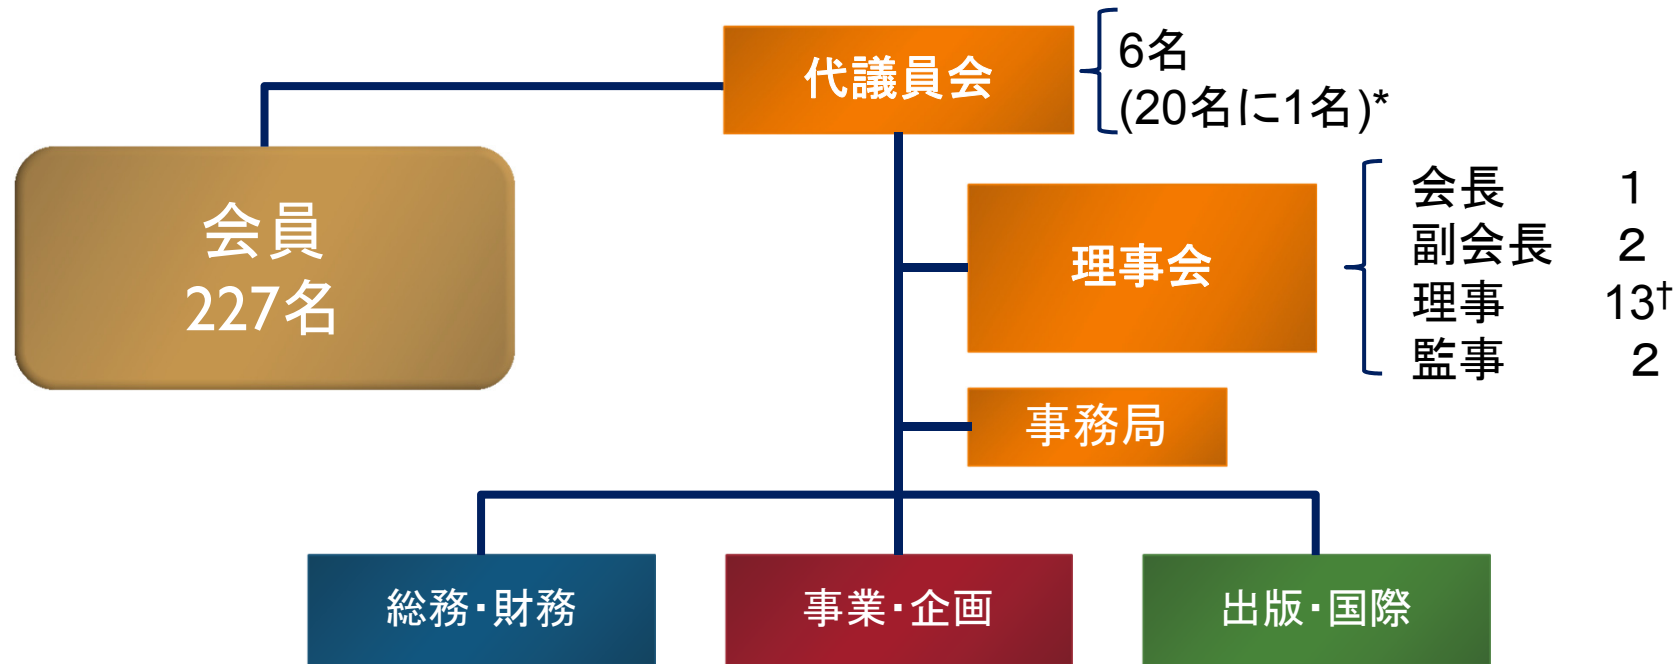 代議員会
6名
(20名に1名)*
会員
227名
理事会
会長 1
副会長 2
理事 13†
監事 2
事務局
総務・財務
事業・企画
出版・国際